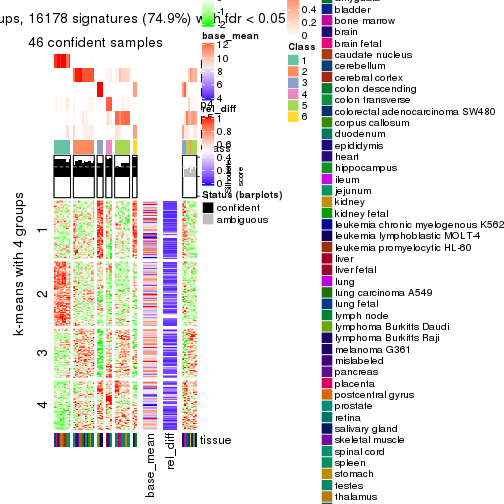 ups, 16178 signatures (74.9%) with fdr < 0.05
46 confident samples
1
2
3
4
k-means with 4 groups
base_mean
rel_diff
tissue
-2
base_mean
12
10
8
6
4
rel_diff
1
0.8
0.6
0.4
0.2
0
Silhouette
score
Status (barplots)
confident
ambiguous
0.4
0.2
0
Class
1
2
3
4
5
6
bladder
bone marrow
brain
brain fetal
caudate nucleus
cerebellum
cerebral cortex
colon descending
colon transverse
colorectal adenocarcinoma SW480
corpus callosum
duodenum
epididymis
heart
hippocampus
ileum
jejunum
kidney
kidney fetal
leukemia chronic myelogenous K562
leukemia lymphoblastic MOLT-4
leukemia promyelocytic HL-60
liver
liver fetal
lung
lung carcinoma A549
lung fetal
lymph node
lymphoma Burkitts Daudi
lymphoma Burkitts Raji
melanoma G361
mislabeled
pancreas
placenta
postcentral gyrus
prostate
retina
salivary gland
skeletal muscle
spinal cord
spleen
stomach
testes
thalamus